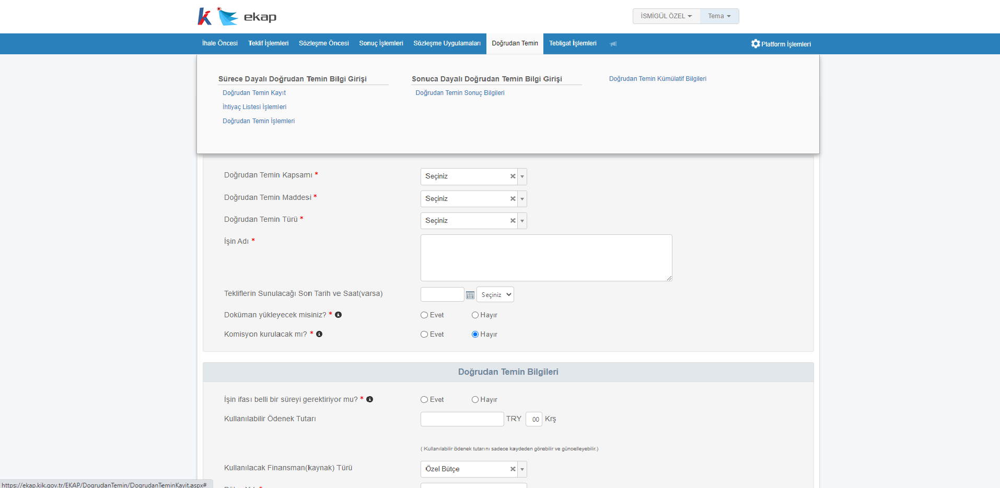 ekap
İSMİGÜL ÖZEL
Tema
İhale Öncesi Teklif İşlemleri Sözleşme Öncesi Sonuç İşlemleri Sözleşme Uygulamaları Doğrudan Temin Tebligat İşlemleri Platform İşlemleri
Sürece Dayalı Doğrudan Temin Bilgi Girişi
Doğrudan Temin Kayıt
İhtiyaç Listesi İşlemleri
Doğrudan Temin İşlemleri
Sonuca Dayalı Doğrudan Temin Bilgi Girişi
Doğrudan Temin Sonuç Bilgileri
Doğrudan Temin Kümülatif Bilgileri
Doğrudan Temin Kapsamı * Seçiniz
Doğrudan Temin Maddesi * Seçiniz
Doğrudan Temin Türü * Seçiniz
İşin Adı *
Tekliflerin Sunulacağı Son Tarih ve Saat(varsa) Seçiniz
Doküman yükleyecek misiniz? * Evet Hayır
Komisyon kurulacak mı? * Evet Hayır
Doğrudan Temin Bilgileri
İşin ifası belli bir süreyi gerektiriyor mu? * Evet Hayır
Kullanılabilir Ödenek Tutarı TRY 00 Krş
( Kullanılabilir ödenek tutarını sadece kaydeden görebilir ve güncelleyebilir.)
Kullanılacak Finansman(kaynak) Türü Özel Bütçe
https://ekap.kik.gov.tr/EKAP/DogrudanTemin/DogrudanTeminKayit.aspx#